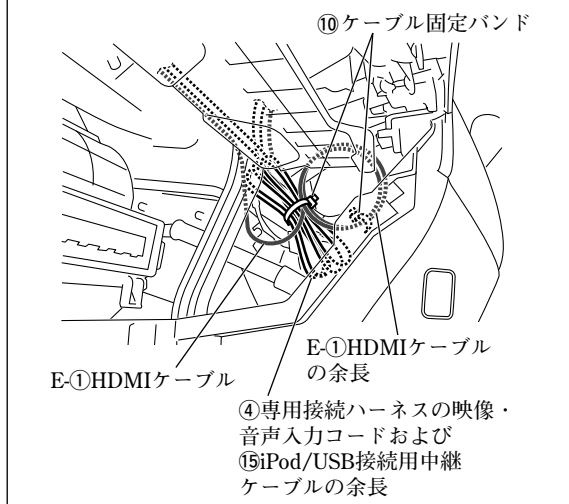 ⑩ケーブル固定バンド
E-①HDMIケーブル
の余長
E-①HDMIケーブル
④専用接続ハーネスの映像・
音声入力コードおよび
⑮iPod/USB接続用中継
ケーブルの余長